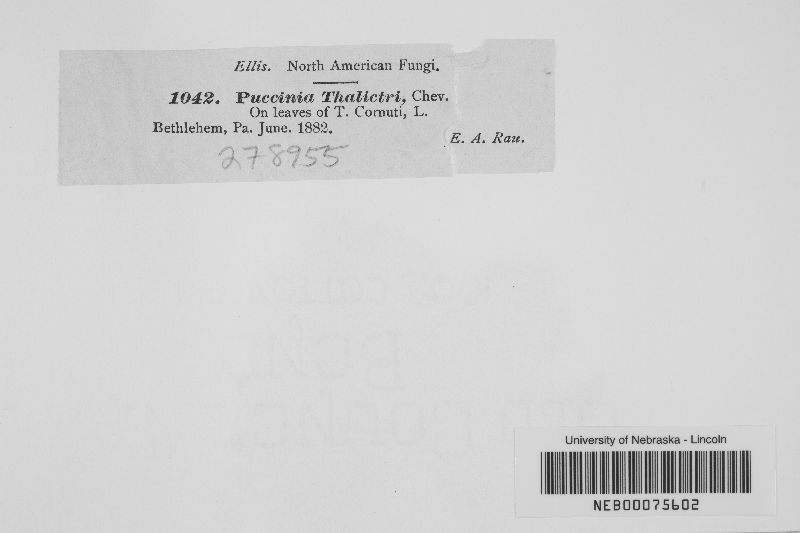 Ellis. North American Fungi.
1042. Puccinia Thalictri, Chev.
On leaves of T. Cornuti, L.
Bethlehem, Pa. June. 1882.
E. A. Rau.
278955
University of Nebraska - Lincoln
NEB00075602